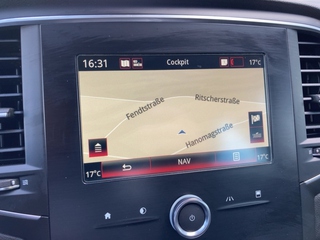 16:31 Cockpit 17°C
Ritscherstraße
Fendtstraße
Hanomagstraße
NAV
17°C 17°C